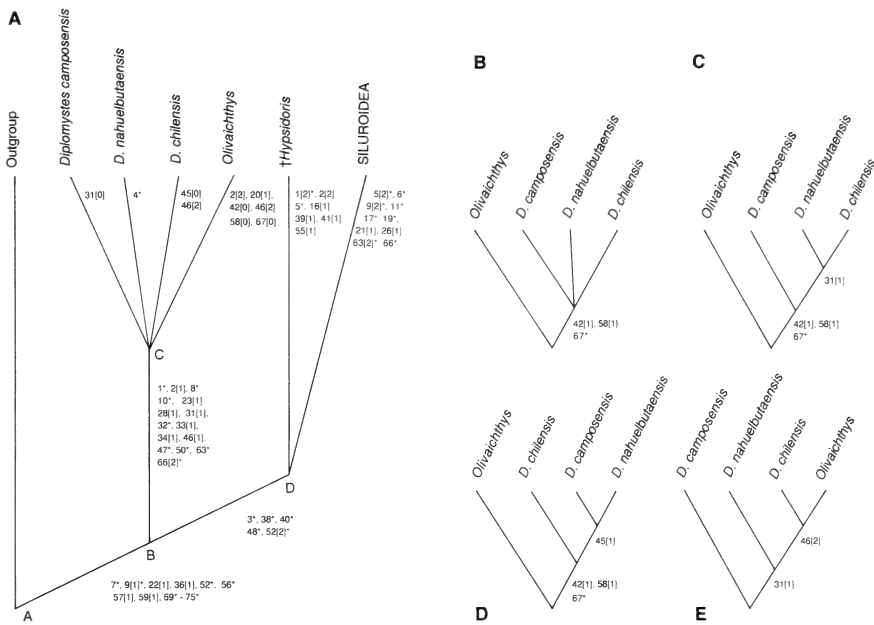 A
Outgroup
Diplomystes camposensis
D. nahuelbutaensis
D. chilensis
Olivaichthys
†Hypsidoris
SILUROIDEA
31[0]
4*
45[0]
46[2]
2[2], 20[1],
42[0], 46[2]
58[0], 67[0]
1[2]*, 2[2]
5*, 16[1]
39[1], 41[1]
55[1]
5[2]*, 6*
9[2]*, 11*
17* 19*,
21[1], 26[1]
63[2]* 66*
C
1*, 2[1], 8*
10*, 23[1]
28[1], 31[1],
32*, 33[1],
34[1], 46[1],
47*, 50*, 63*
66[2]*
D
3*, 38*, 40*
48*, 52[2]*
B
7*, 9[1]*, 22[1], 36[1], 52*, 56*
57[1], 59[1], 69* - 75*
A
B
Olivaichthys
D. camposensis
D. nahuelbutaensis
D. chilensis
42[1], 58[1]
67*
C
Olivaichthys
D. camposensis
D. nahuelbutaensis
D. chilensis
31[1]
42[1], 58[1]
67*
Olivaichthys
D. chilensis
D. camposensis
D. nahuelbutaensis
45[1]
42[1], 58[1]
67*
D
D. camposensis
D. nahuelbutaensis
D. chilensis
Olivaichthys
46[2]
31[1]
E